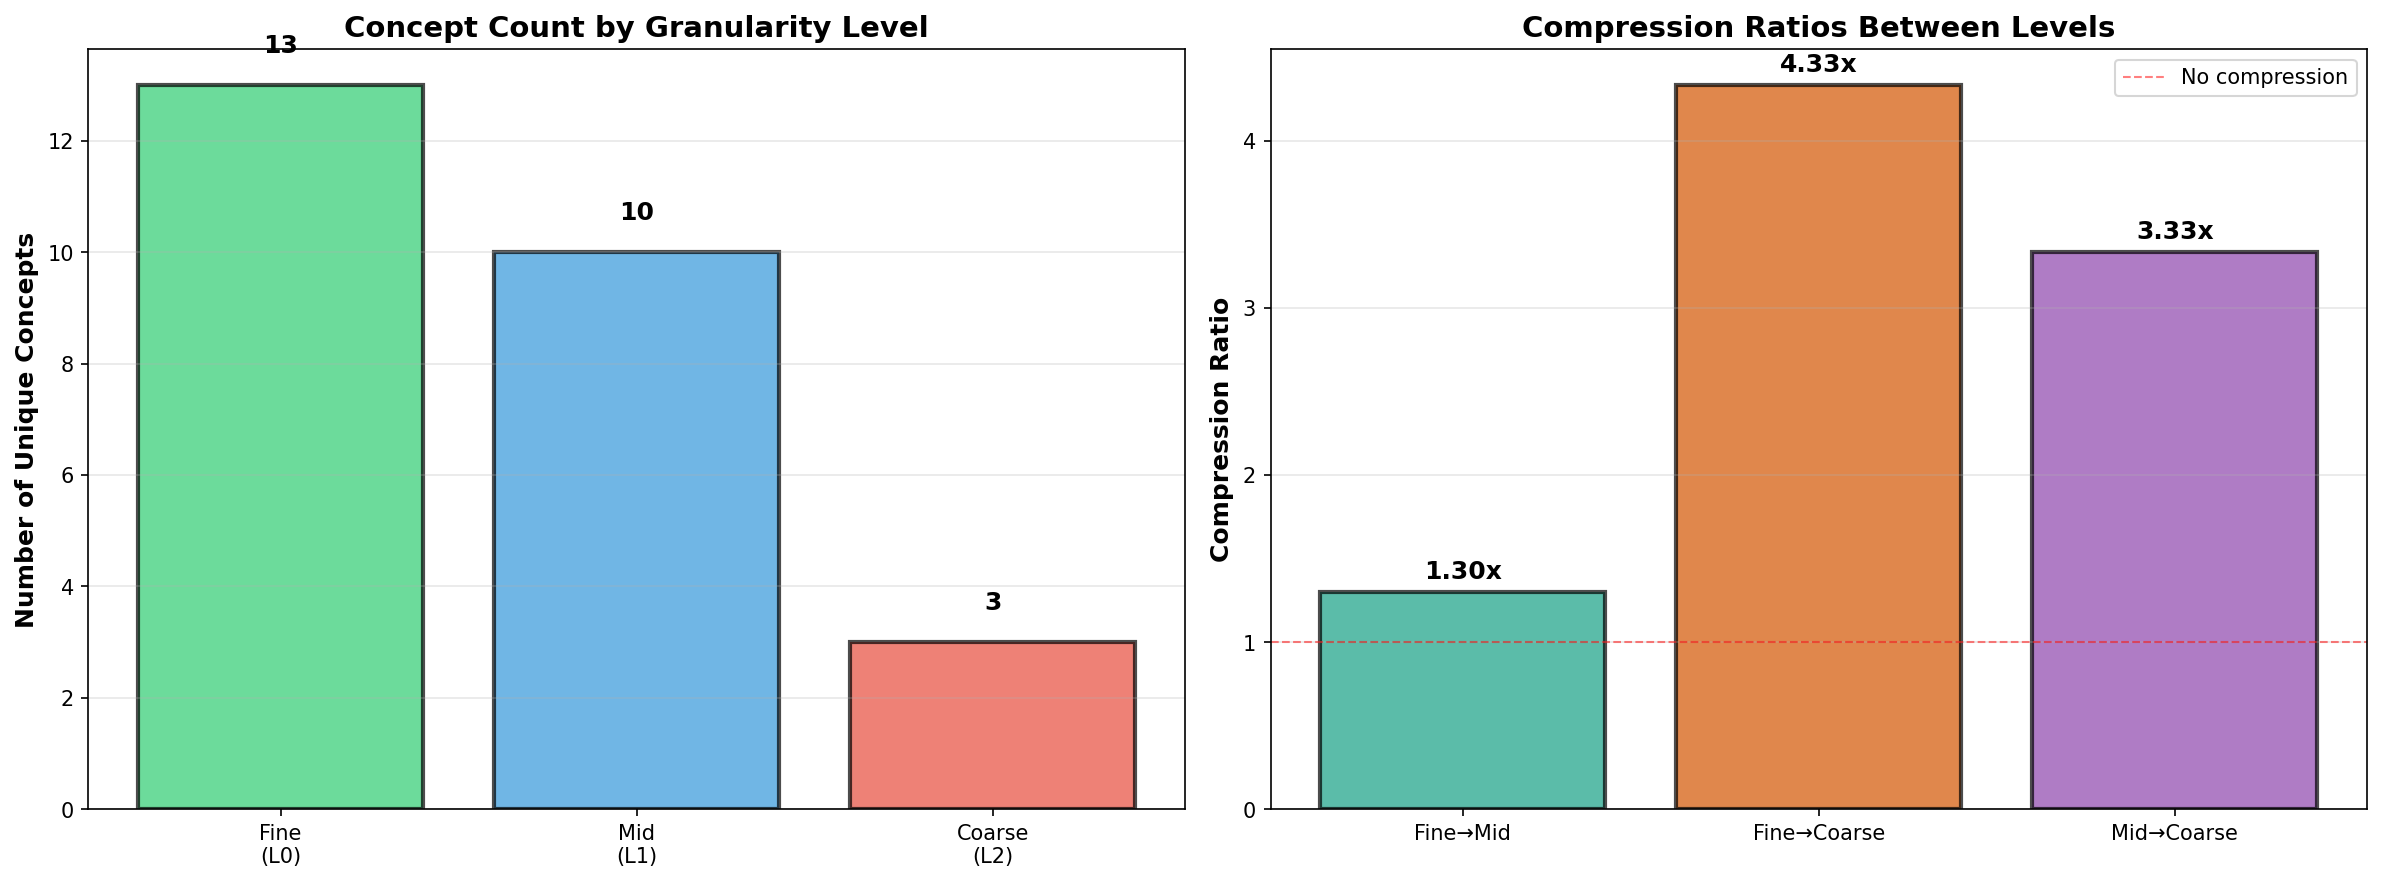 Concept Count by Granularity Level
13
10
3
12
10
8
6
4
2
0
Number of Unique Concepts
Fine
(L0)
Mid
(L1)
Coarse
(L2)
Compression Ratios Between Levels
4.33x
No compression
3.33x
1.30x
4
3
2
1
0
Compression Ratio
Fine→Mid
Fine→Coarse
Mid→Coarse